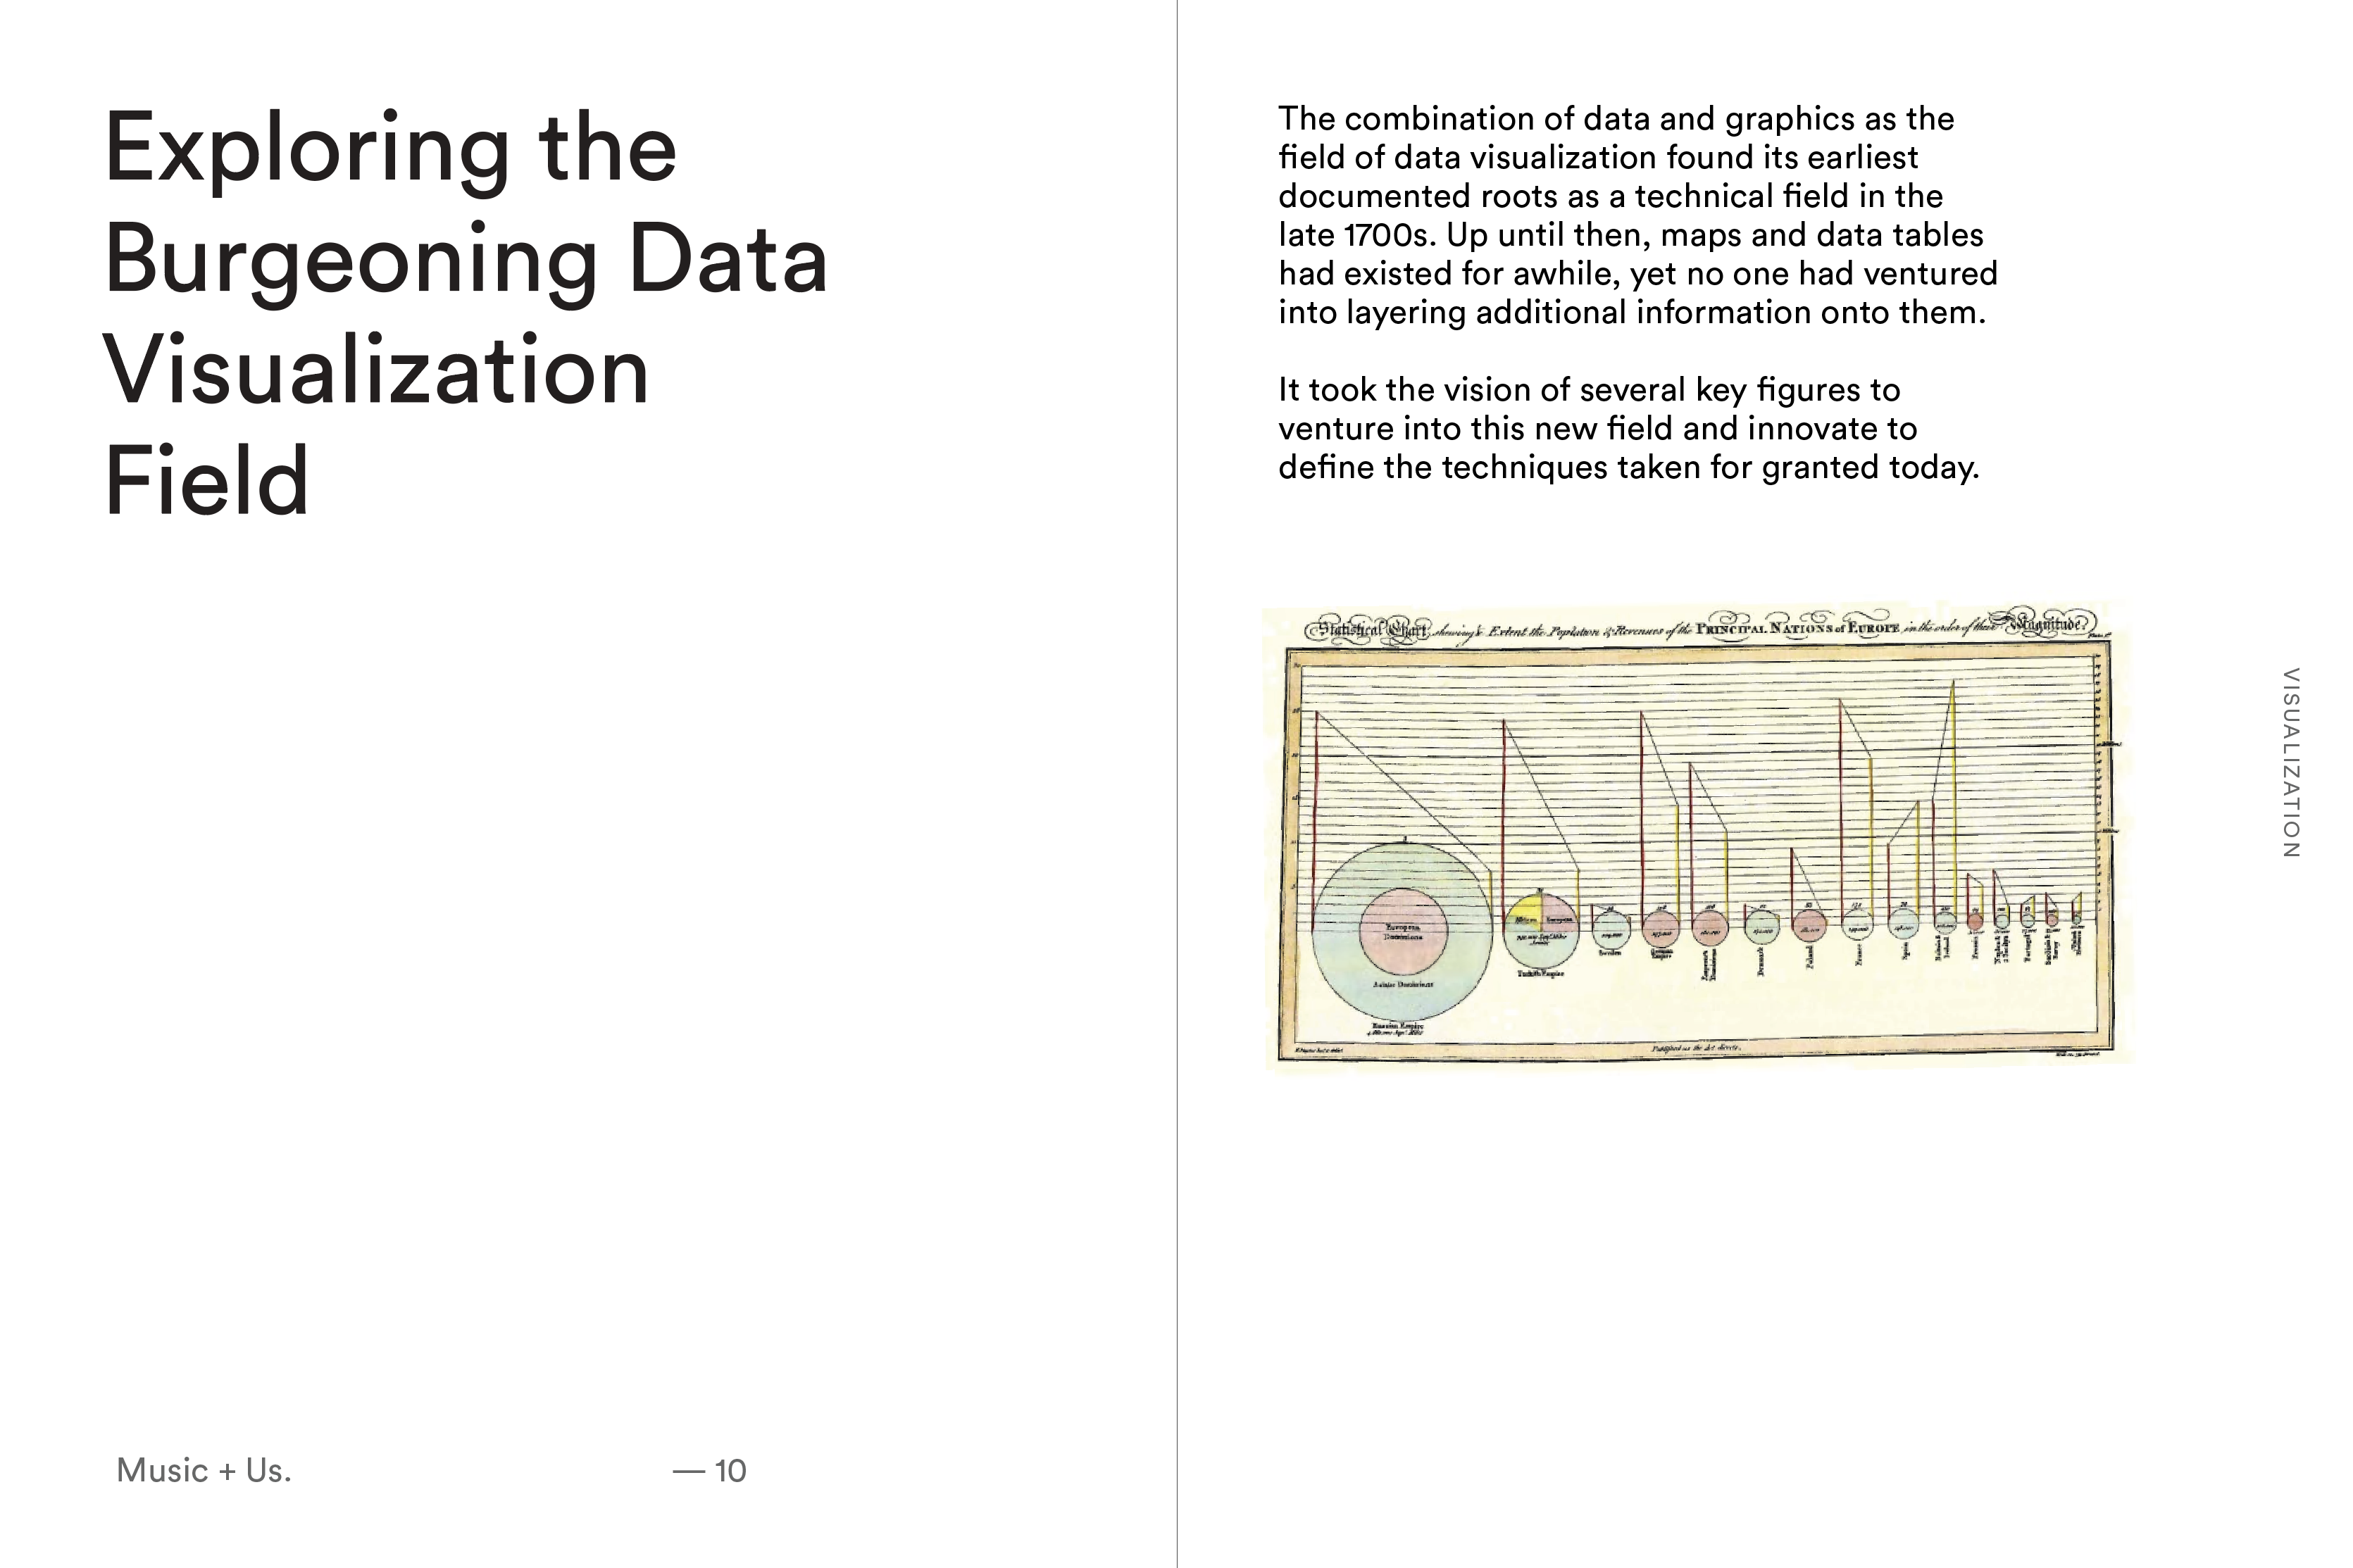 Exploring the
Burgeoning Data
Visualization
Field
Music + Us.
— 10
The combination of data and graphics as the
field of data visualization found its earliest
documented roots as a technical field in the
late 1700s. Up until then, maps and data tables
had existed for awhile, yet no one had ventured
into layering additional information onto them.
It took the vision of several key figures to
venture into this new field and innovate to
define the techniques taken for granted today.
Statistical Chart, shewing Extent the Poplation & Revenues of the PRINCIPAL NATIONS of EUROPE in the order of their Magnitude
European
Dominions
Asiatic Dominions
Russian Empire
African European
Turkish Empire
Sweden
German
Empire
Denmark
Poland
France
Spain
Portugal
Published as the Act directs.
VISUALIZATION